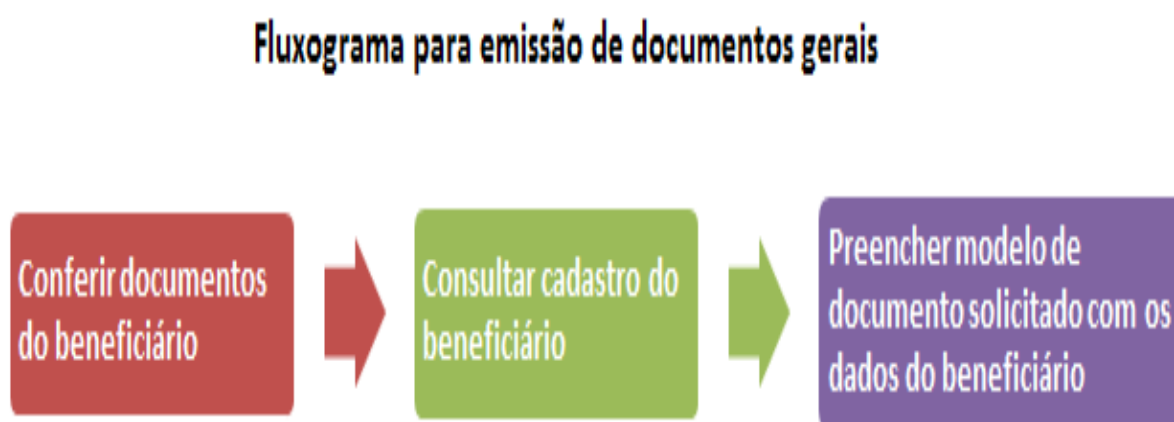 Fluxograma para emissão de documentos gerais
Conferir documentos
do beneficiário
Consultar cadastro do
beneficiário
Preencher modelo de
documento solicitado com os
dados do beneficiário